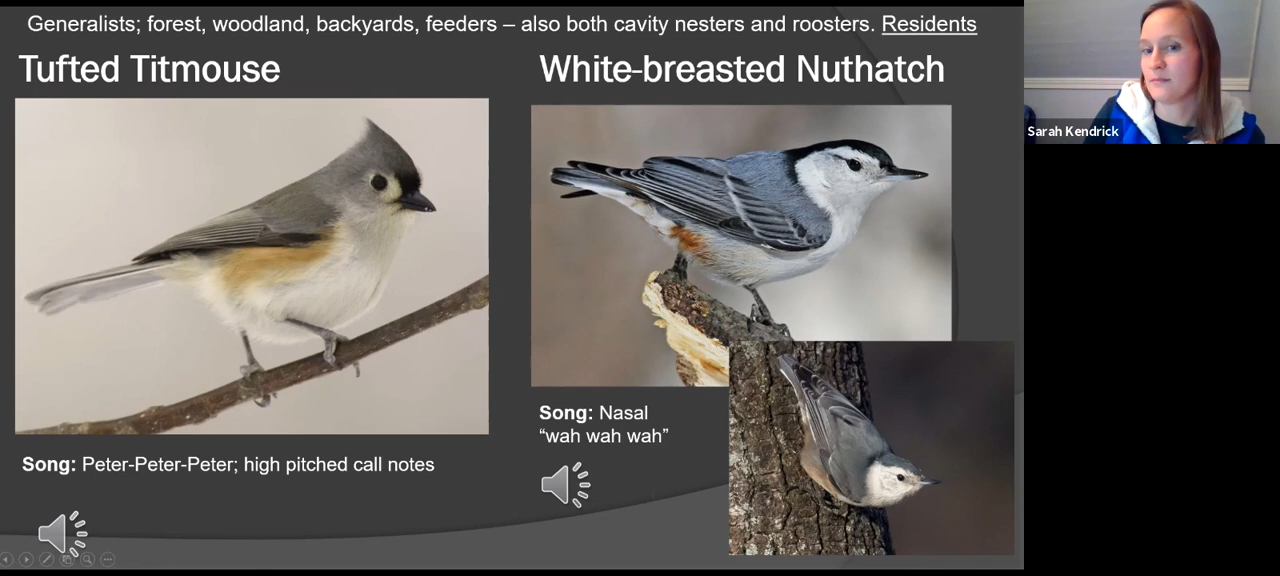 Generalists; forest, woodland, backyards, feeders – also both cavity nesters and roosters. Residents
Tufted Titmouse
White-breasted Nuthatch
Sarah Kendrick
Song: Nasal
“wah wah wah”
Song: Peter-Peter-Peter; high pitched call notes